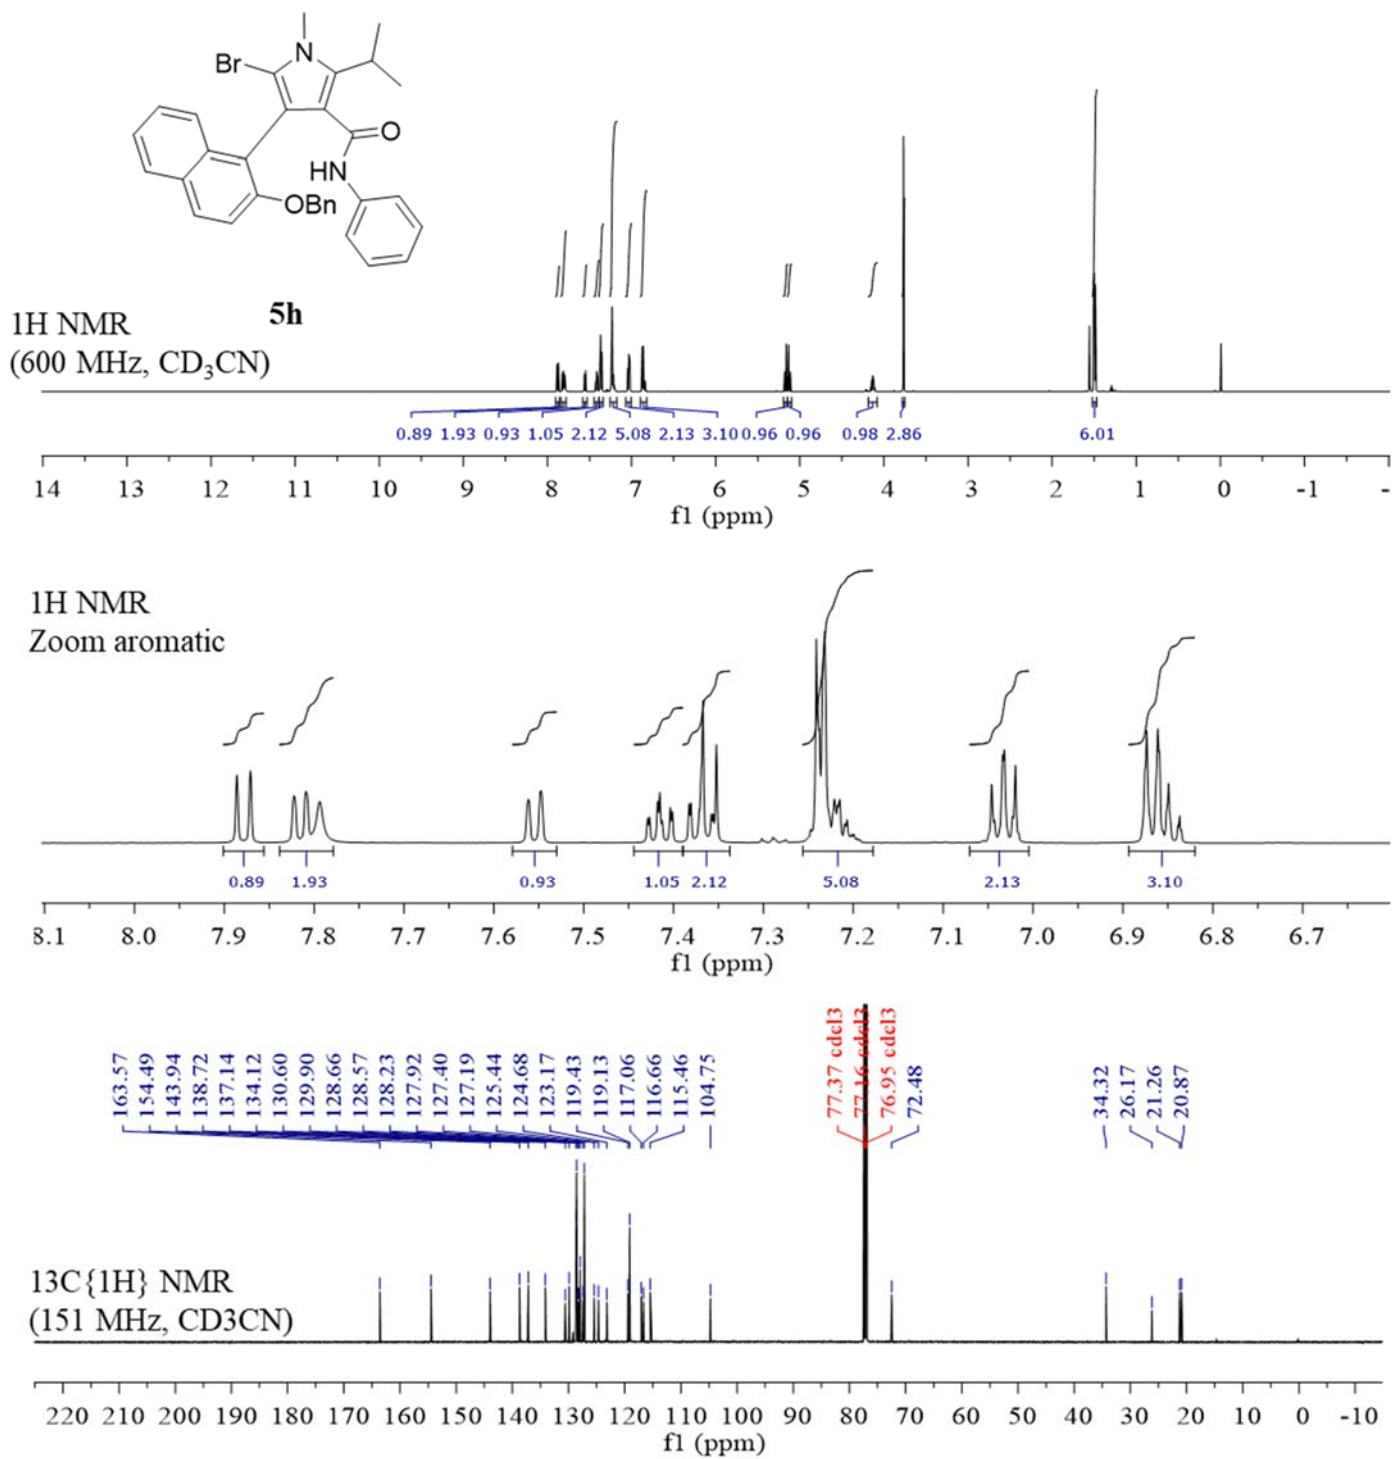 N
Br
O
HN
OBn
5h
1H NMR
(600 MHz, CD3CN)
0.89 1.93 0.93 1.05 2.12 5.08 2.13 3.10 0.96 0.96 0.98 2.86 6.01
14 13 12 11 10 9 8 7 6 5 4 3 2 1 0 -1 -
f1 (ppm)
1H NMR
Zoom aromatic
0.89 1.93 0.93 1.05 2.12 5.08 2.13 3.10
8.1 8.0 7.9 7.8 7.7 7.6 7.5 7.4 7.3 7.2 7.1 7.0 6.9 6.8 6.7
f1 (ppm)
163.57
154.49
143.94
138.72
137.14
134.12
130.60
129.90
128.66
128.57
128.23
127.92
127.40
127.19
125.44
124.68
123.17
119.43
119.13
117.06
116.66
115.46
104.75
77.37 cdcl3
77.16 cdcl3
76.95 cdcl3
72.48
34.32
26.17
21.26
20.87
13C{1H} NMR
(151 MHz, CD3CN)
220 210 200 190 180 170 160 150 140 130 120 110 100 90 80 70 60 50 40 30 20 10 0 -10
f1 (ppm)